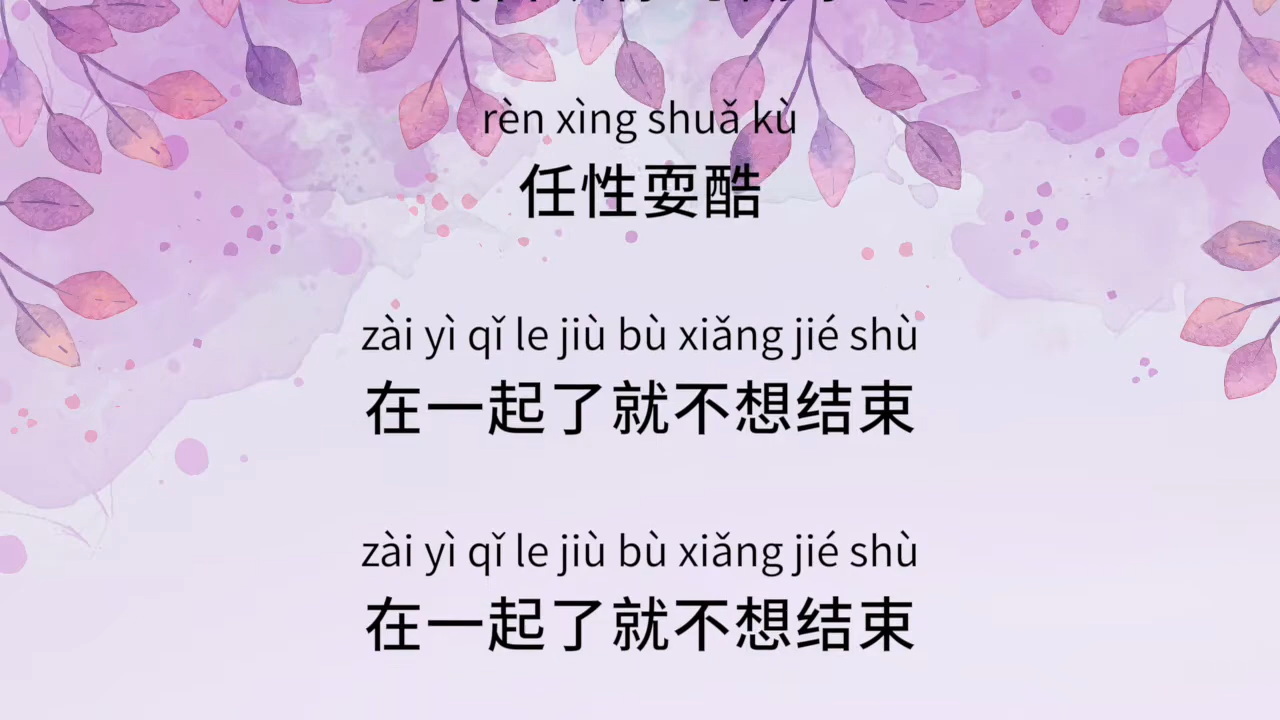 rèn xìng shuǎ kù
任性耍酷
zài yì qǐ le jiù bù xiǎng jié shù
在一起了就不想结束
zài yì qǐ le jiù bù xiǎng jié shù
在一起了就不想结束